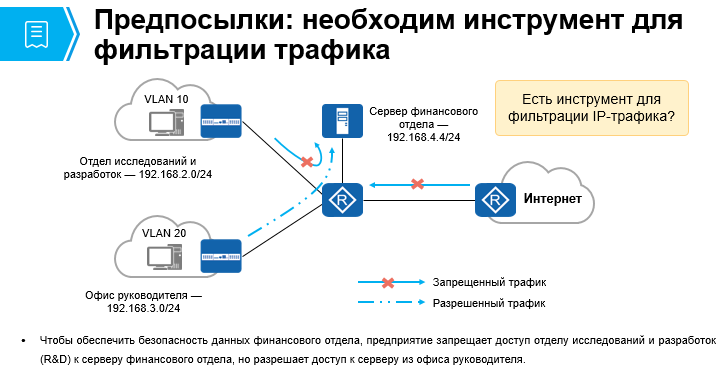 Предпосылки: необходим инструмент для
фильтрации трафика
VLAN 10
Сервер финансового
отдела —
192.168.4.4/24
Есть инструмент для
фильтрации IP-трафика?
Отдел исследований и
разработок — 192.168.2.0/24
R
R
Интернет
VLAN 20
Офис руководителя —
192.168.3.0/24
Запрещенный трафик
Разрешенный трафик
• Чтобы обеспечить безопасность данных финансового отдела, предприятие запрещает доступ отделу исследований и разработок
(R&D) к серверу финансового отдела, но разрешает доступ к серверу из офиса руководителя.